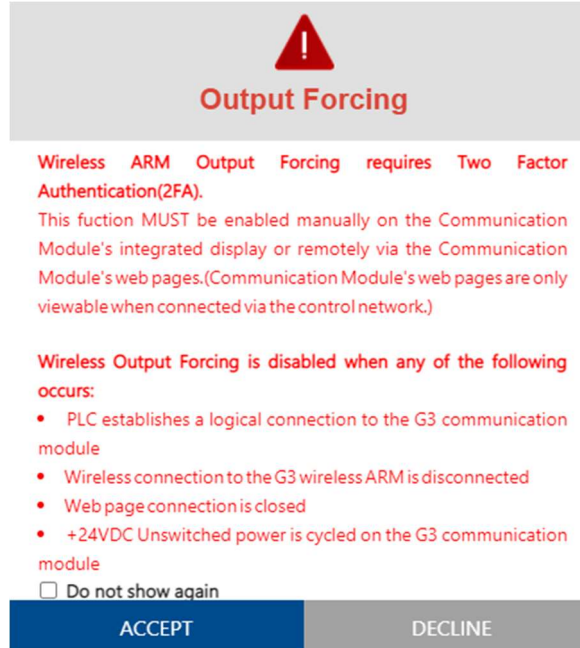 Output Forcing
Wireless ARM Output Forcing requires Two Factor
Authentication(2FA).
This fuction MUST be enabled manually on the Communication
Module's integrated display or remotely via the Communication
Module's web pages.(Communication Module's web pages are only
viewable when connected via the control network.)
Wireless Output Forcing is disabled when any of the following
occurs:
• PLC establishes a logical connection to the G3 communication
module
• Wireless connection to the G3 wireless ARM is disconnected
• Web page connection is closed
• +24VDC Unswitched power is cycled on the G3 communication
module
Do not show again
ACCEPT
DECLINE